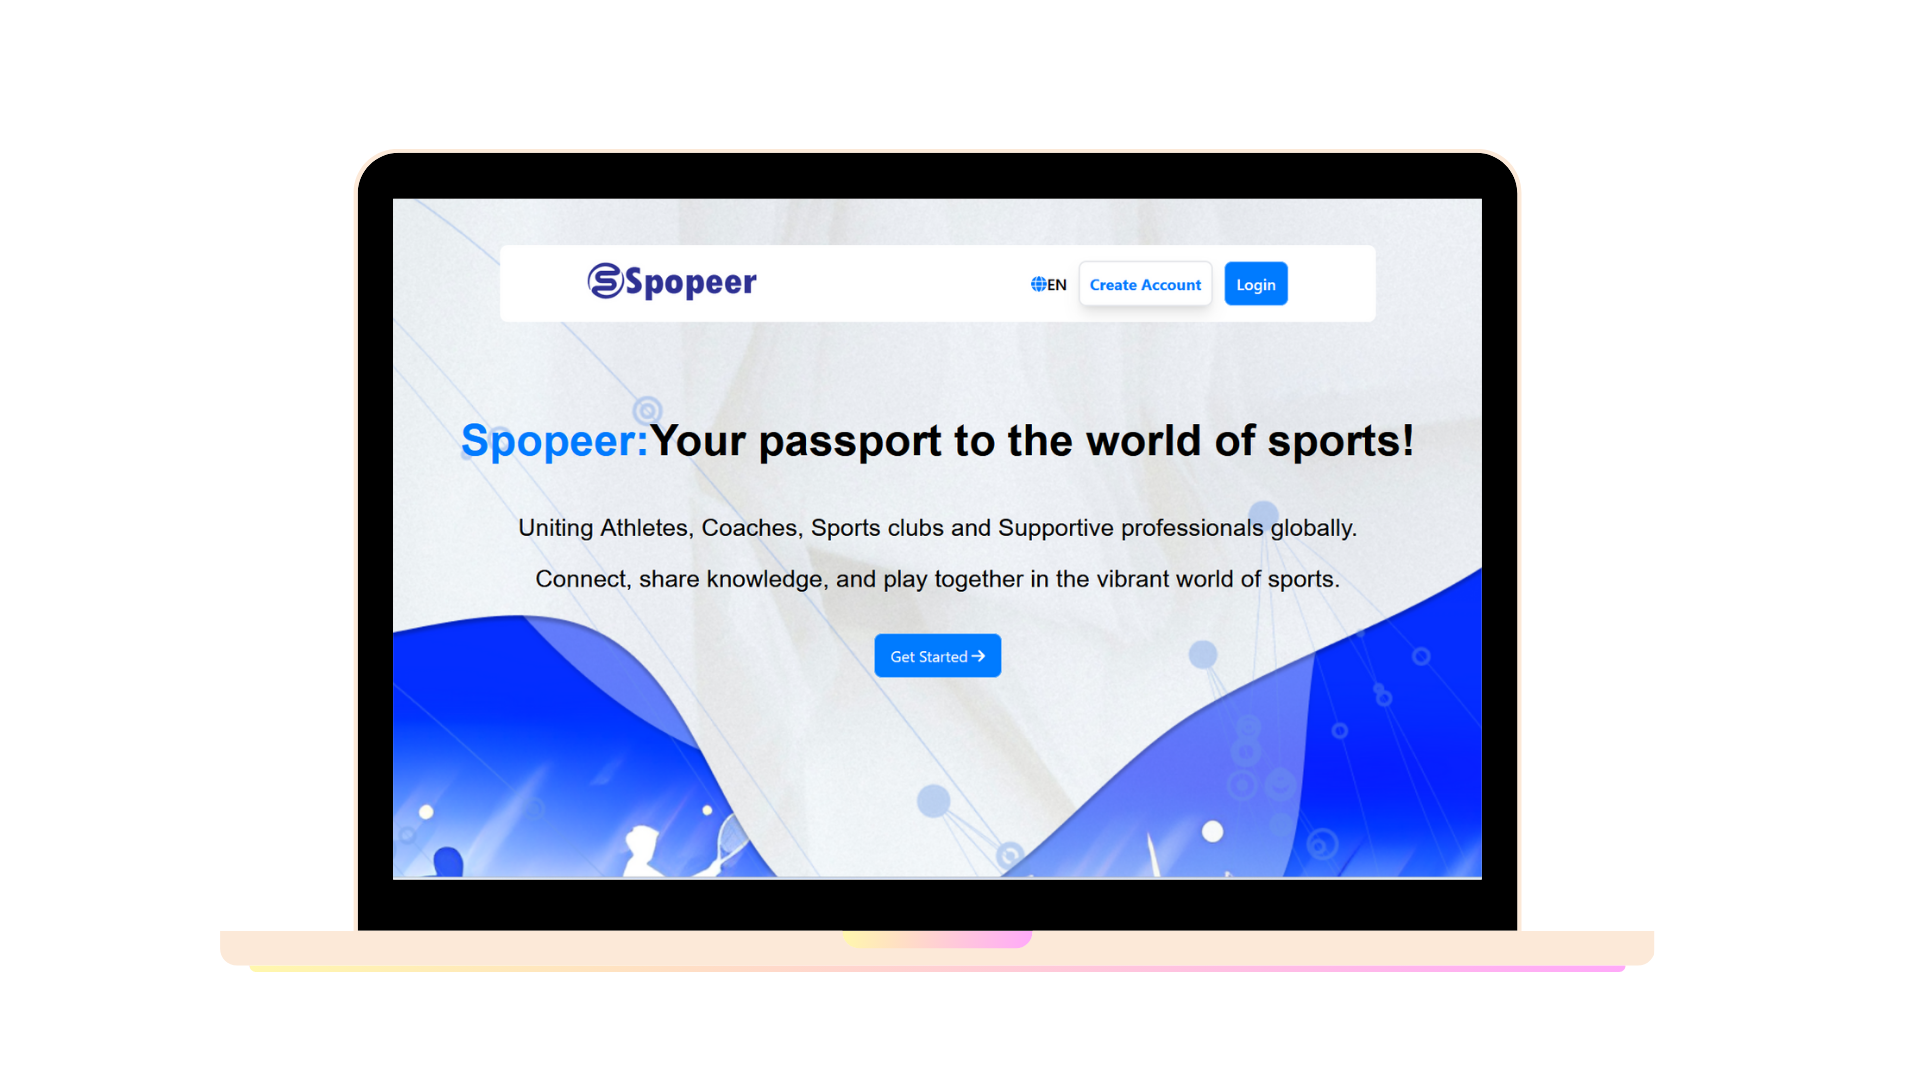 Spopeer
EN
Create Account
Login
Spopeer:Your passport to the world of sports!
Uniting Athletes, Coaches, Sports clubs and Supportive professionals globally.
Connect, share knowledge, and play together in the vibrant world of sports.
Get Started